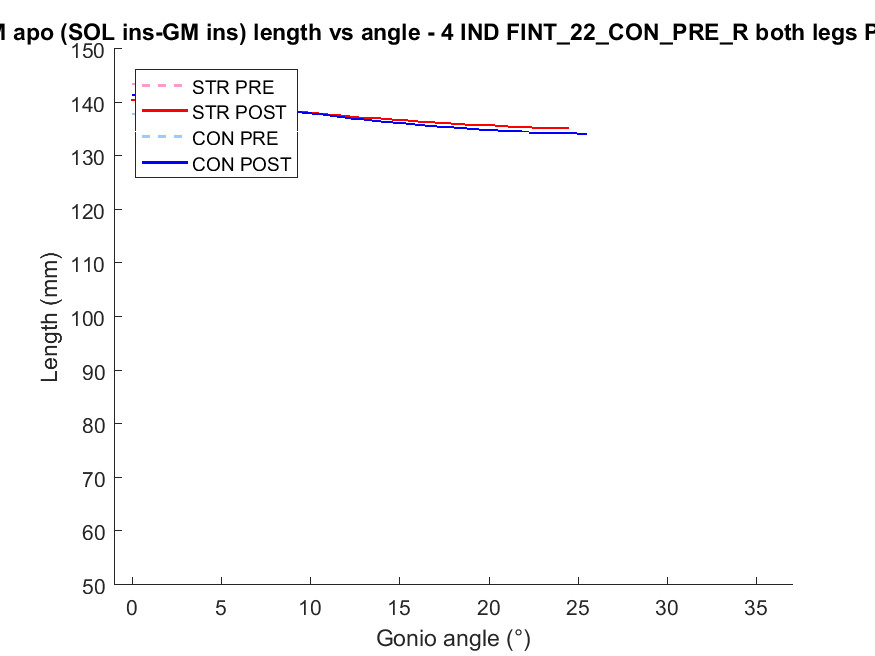 M apo (SOL ins-GM ins) length vs angle - 4 IND FINT_22_CON_PRE_R both legs P
150
140
130
120
110
100
90
80
70
60
50
Length (mm)
STR PRE
STR POST
CON PRE
CON POST
0 5 10 15 20 25 30 35
Gonio angle (°)